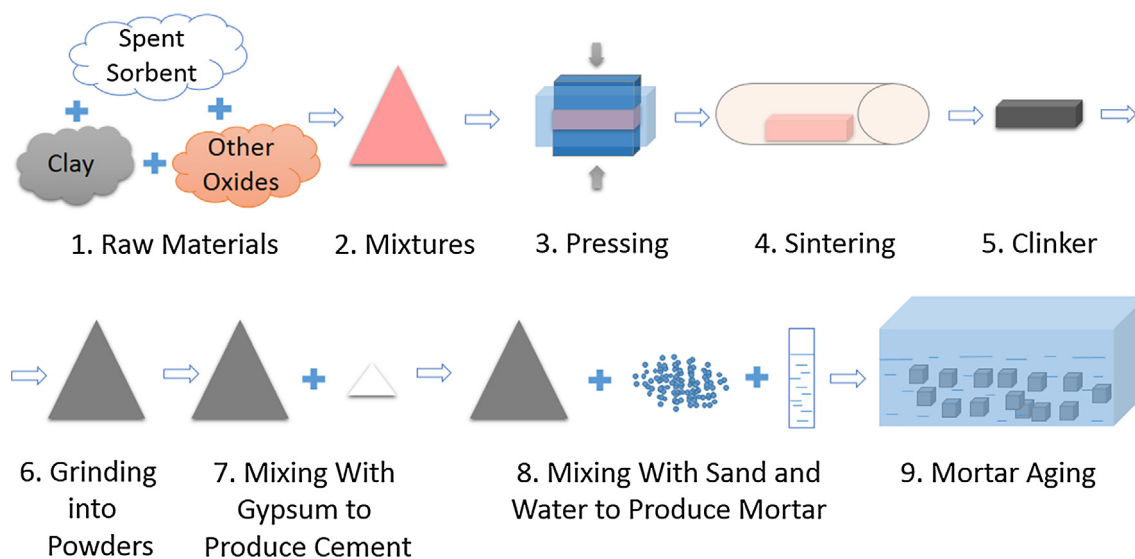 Spent
Sorbent
Clay
Other
Oxides
1. Raw Materials
2. Mixtures
3. Pressing
4. Sintering
5. Clinker
6. Grinding
into
Powders
7. Mixing With
Gypsum to
Produce Cement
8. Mixing With Sand and
Water to Produce Mortar
9. Mortar Aging